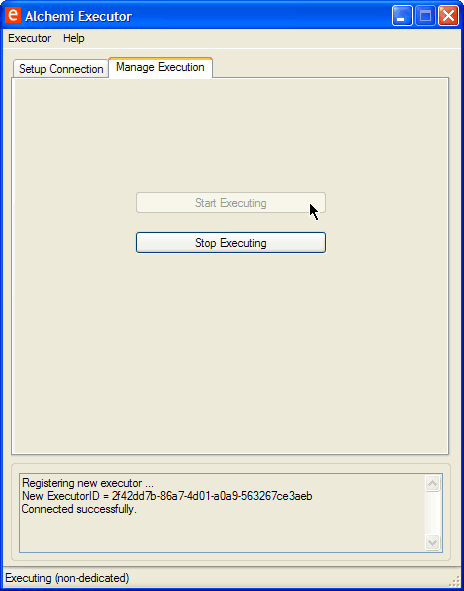 e Alchemi Executor
Executor Help
Setup Connection Manage Execution
Start Executing
Stop Executing
Registering new executor ...
New ExecutorID = 2f42dd7b-86a7-4d01-a0a9-563267ce3aeb
Connected successfully.
Executing (non-dedicated)